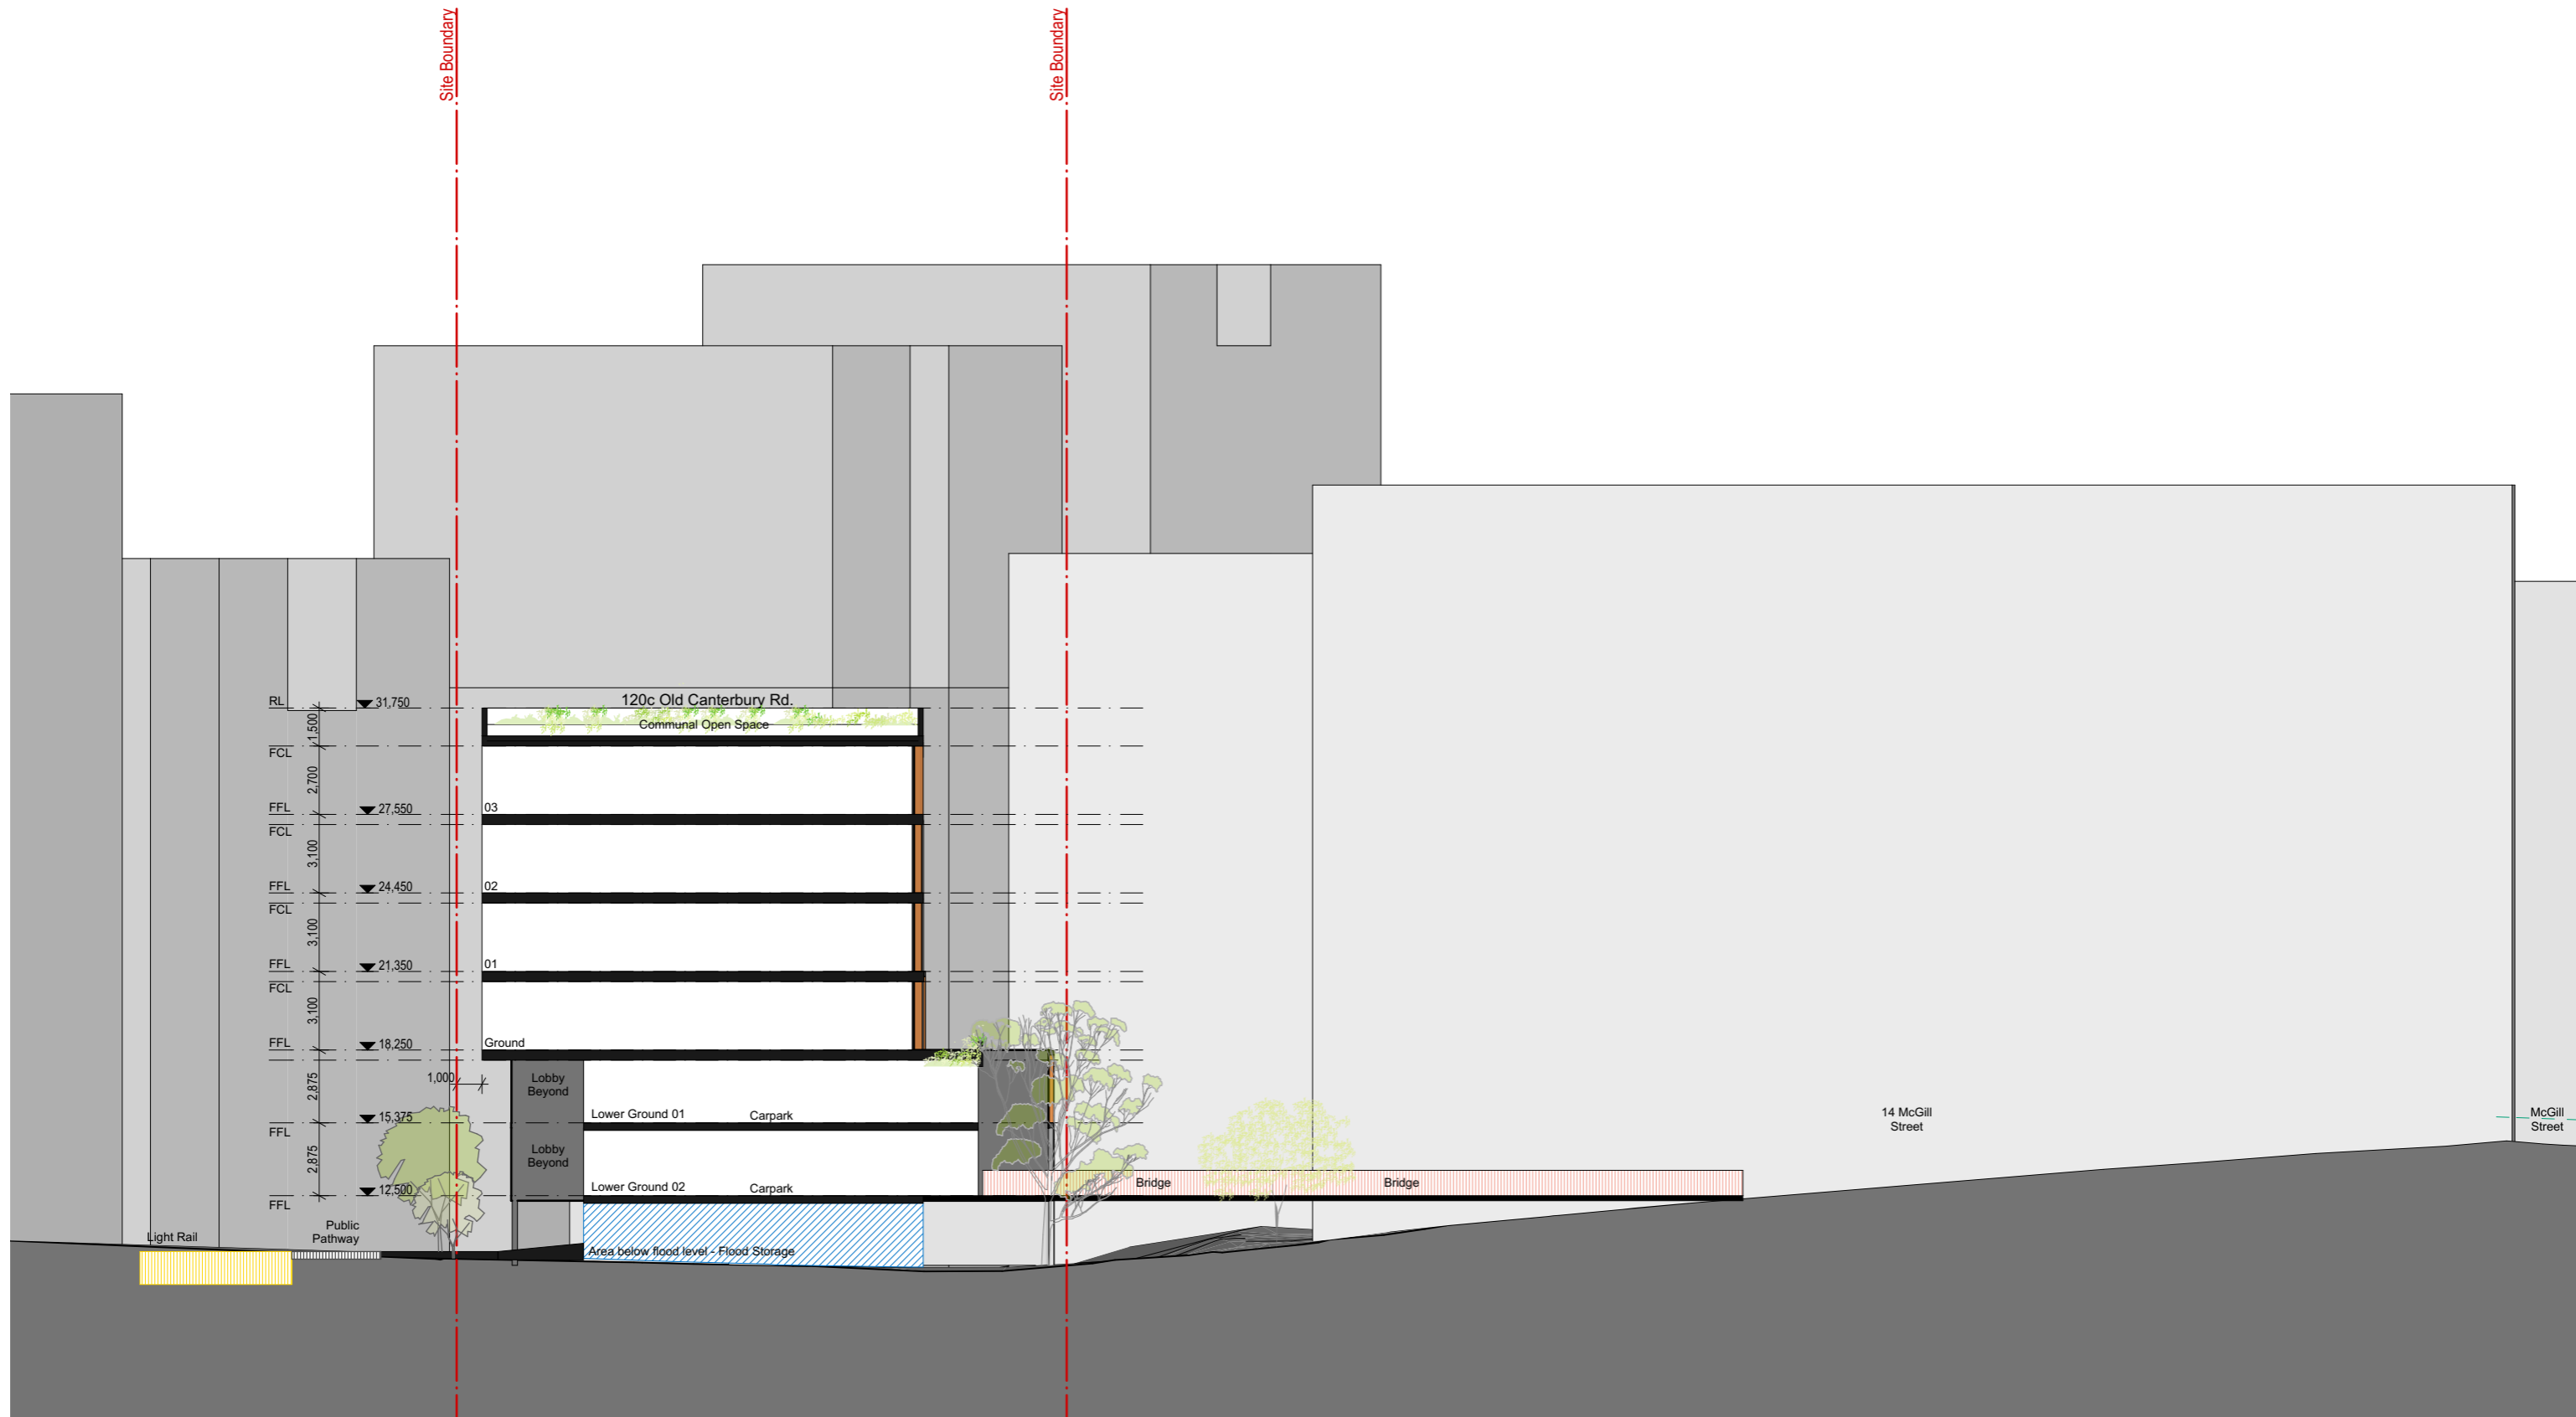 Site Boundary
Site Boundary
RL
31,750
120c Old Canterbury Rd.
Communal Open Space
1,500
FCL
2,700
FFL
27,550
03
FCL
3,100
FFL
24,450
02
FCL
3,100
FFL
21,350
01
FCL
3,100
FFL
18,250
Ground
1,000
2,875
Lobby
Beyond
15,375
Lower Ground 01
Carpark
FFL
14 McGill
Street
McGill
Street
2,875
Lobby
Beyond
12,500
Lower Ground 02
Carpark
Bridge
Bridge
FFL
Light Rail
Public
Pathway
Area below flood level - Flood Storage